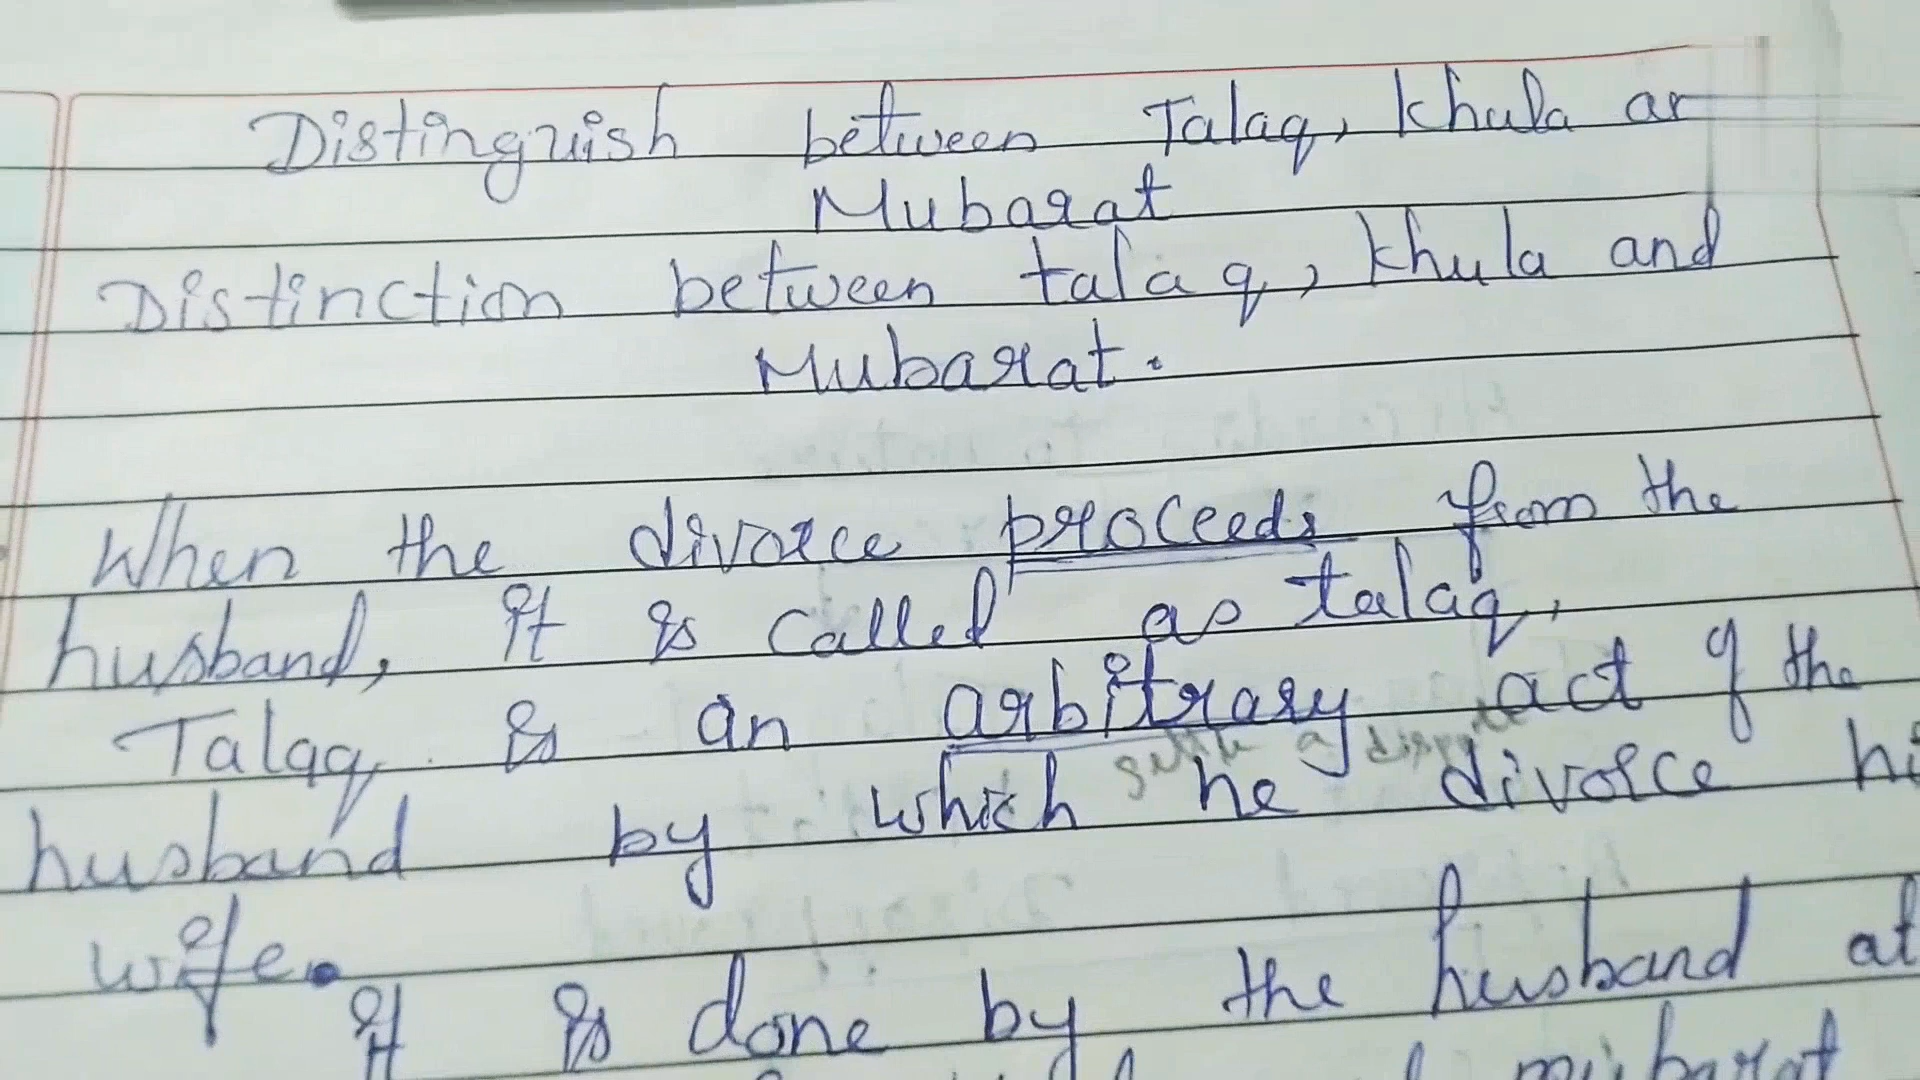 Distinguish between Talaq, Khula ar
Mubarat
Distinction between talaq, khula and
Mubarat.
When the divorce proceeds from the
husband, it is called as talaq,
Talaq is an arbitrary act of the
husband by which he divorce hi
wife.
It is done by the husband at
mubarat